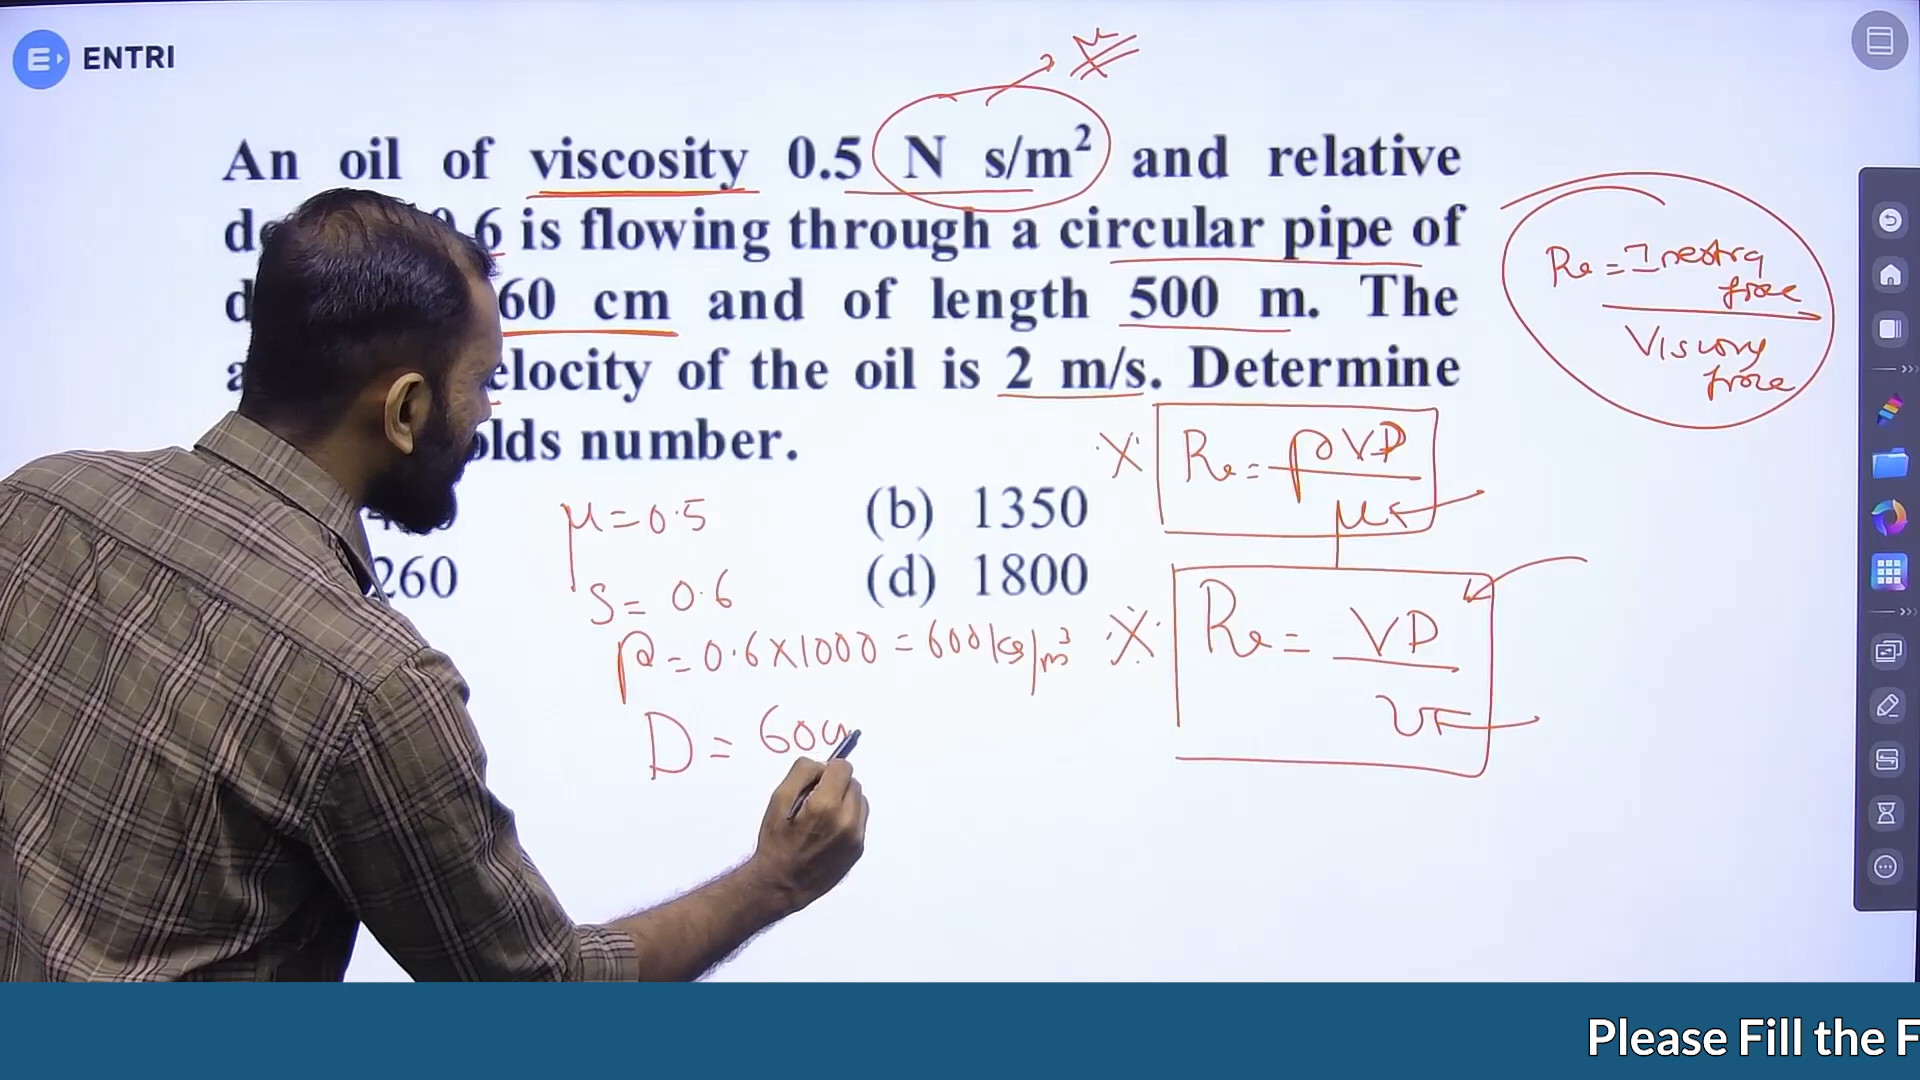 ENTRI
An oil of viscosity 0.5 N s/m² and relative
6 is flowing through a circular pipe of
60 cm and of length 500 m. The
elocity of the oil is 2 m/s. Determine
olds number.
(b) 1350
260 (d) 1800
μ = 0.5
S = 0.6
ρ = 0.6 X 1000 = 600 kg/m³
D = 60
Re = ρVD
μ
Re = VD
ν
Re = Inertia
force
Viscous
force
Please Fill the F